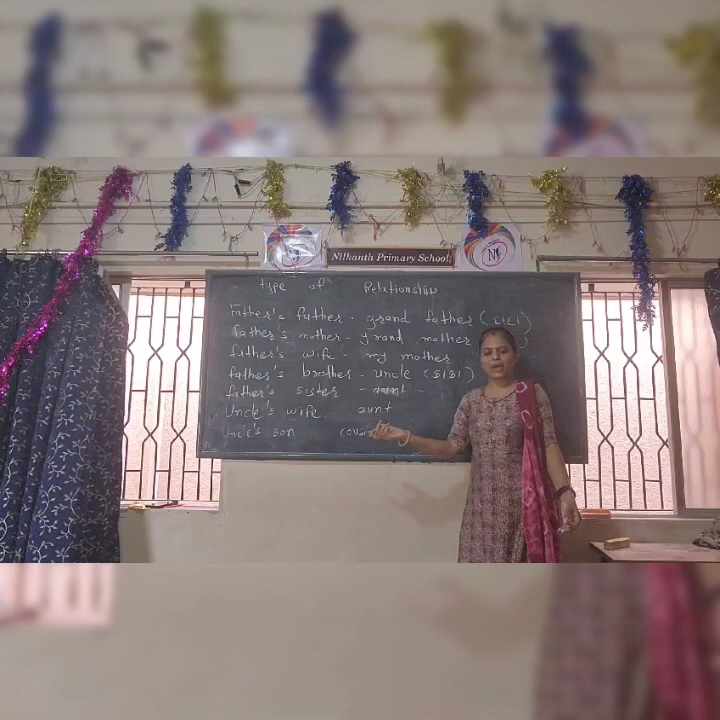 Nilkanth Primary School
type of Relationship
Father's father - grand father (દાદા)
father's mother - grand mother
father's wife - my mother
father's brother - uncle (કાકા)
father's sister - aunt -
Uncle's wife. aunt
Uncle's son